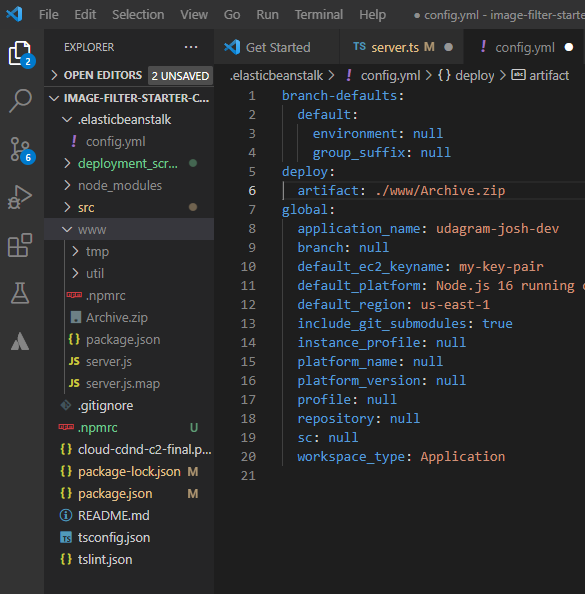 File Edit Selection View Go Run Terminal Help config.yml - image-filter-starte
EXPLORER
OPEN EDITORS 2 UNSAVED
IMAGE-FILTER-STARTER-C...
.elasticbeanstalk
! config.yml
deployment_scr...
node_modules
src
www
tmp
util
.npmrc
Archive.zip
{} package.json
JS server.js
JS server.js.map
.gitignore
.npmrc U
{} cloud-cdnd-c2-final.p...
{} package-lock.json M
{} package.json M
README.md
TS tsconfig.json
{} tslint.json
2
6
Get Started
TS server.ts M
! config.yml
.elasticbeanstalk > ! config.yml > {} deploy > abc artifact
1 branch-defaults:
2 default:
3 environment: null
4 group_suffix: null
5 deploy:
6 artifact: ./www/Archive.zip
7 global:
8 application_name: udagram-josh-dev
9 branch: null
10 default_ec2_keyname: my-key-pair
11 default_platform: Node.js 16 running
12 default_region: us-east-1
13 include_git_submodules: true
14 instance_profile: null
15 platform_name: null
16 platform_version: null
17 profile: null
18 repository: null
19 sc: null
20 workspace_type: Application
21